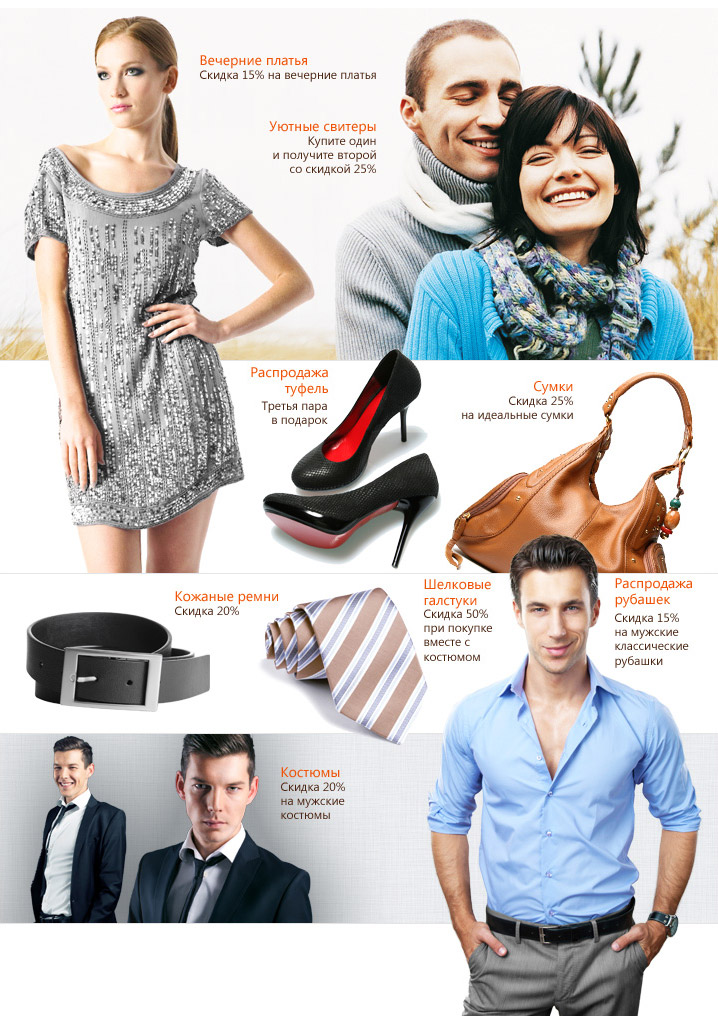 Вечерние платья
Скидка 15% на вечерние платья
Уютные свитеры
Купите один
и получите второй
со скидкой 25%
Распродажа
туфель
Третья пара
в подарок
Сумки
Скидка 25%
на идеальные сумки
Кожаные ремни
Скидка 20%
Шелковые
галстуки
Скидка 50%
при покупке
вместе с
костюмом
Распродажа
рубашек
Скидка 15%
на мужские
классические
рубашки
Костюмы
Скидка 20%
на мужские
костюмы